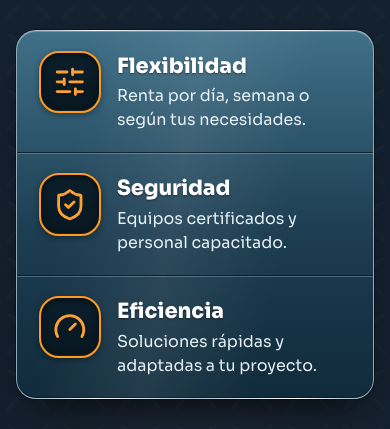 Flexibilidad
Renta por día, semana o
según tus necesidades.
Seguridad
Equipos certificados y
personal capacitado.
Eficiencia
Soluciones rápidas y
adaptadas a tu proyecto.